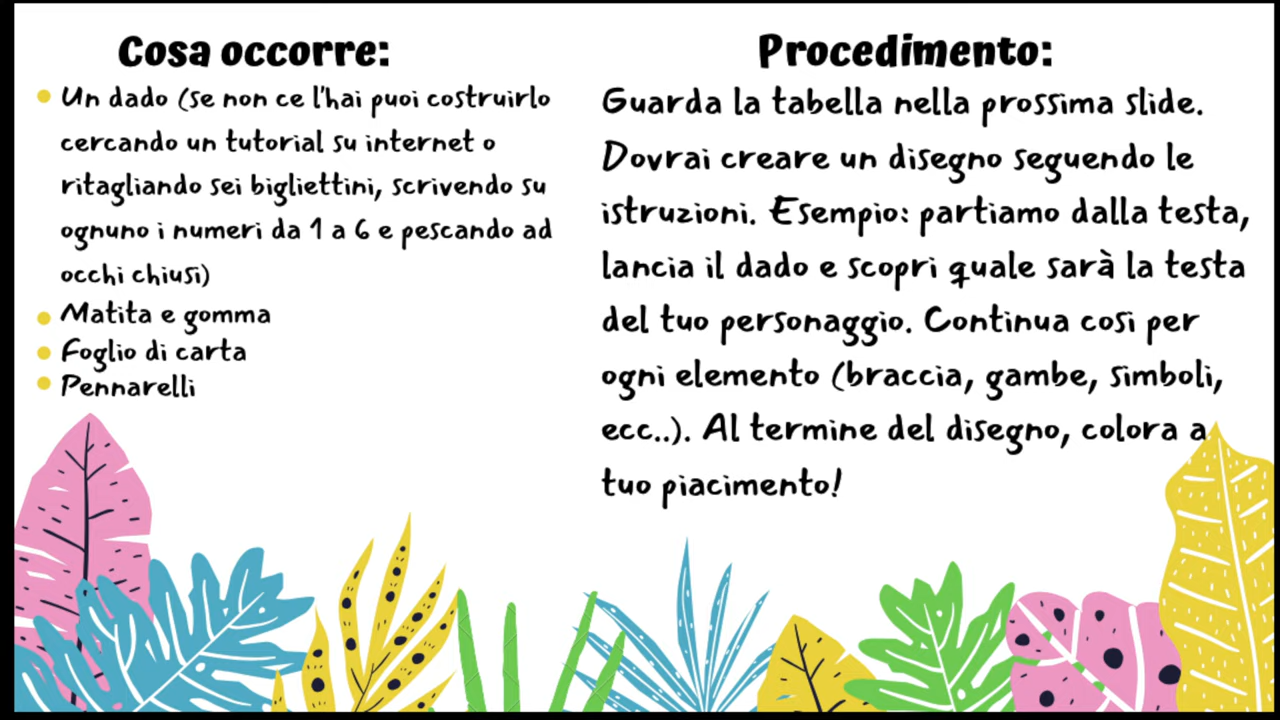 Cosa occorre:
Un dado (se non ce l'hai puoi costruirlo
cercando un tutorial su internet o
ritagliando sei bigliettini, scrivendo su
ognuno i numeri da 1 a 6 e pescando ad
occhi chiusi)
Matita e gomma
Foglio di carta
Pennarelli
Procedimento:
Guarda la tabella nella prossima slide.
Dovrai creare un disegno seguendo le
istruzioni. Esempio: partiamo dalla testa,
lancia il dado e scopri quale sarà la testa
del tuo personaggio. Continua così per
ogni elemento (braccia, gambe, simboli,
ecc..). Al termine del disegno, colora a
tuo piacimento!